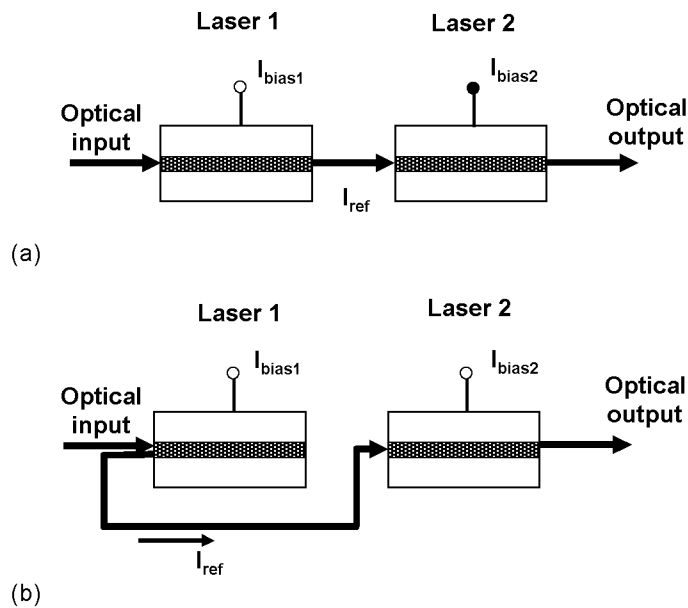 Laser 1
Laser 2
Ibias1
Ibias2
Optical
input
Optical
output
Iref
(a)
Laser 1
Laser 2
Ibias1
Ibias2
Optical
input
Optical
output
Iref
(b)